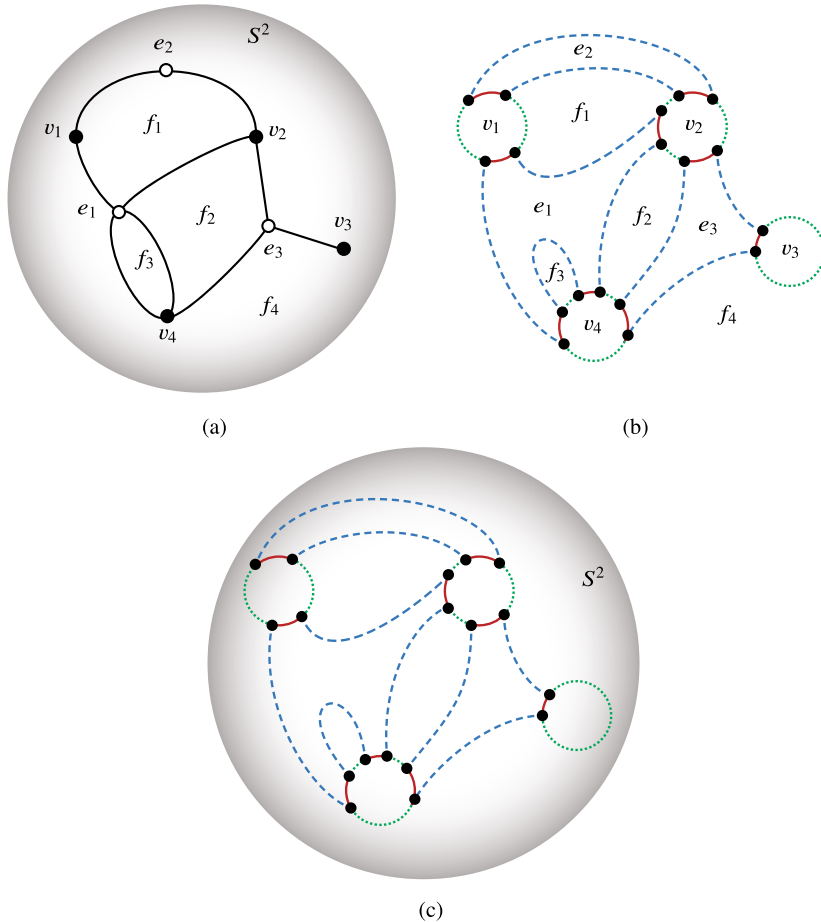 S²
e₂
v₁
f₁
v₂
e₁
f₂
v₃
e₃
f₃
f₄
v₄
(a)
e₂
v₁
f₁
v₂
e₁
f₂
e₃
v₃
f₃
v₄
f₄
(b)
S²
(c)